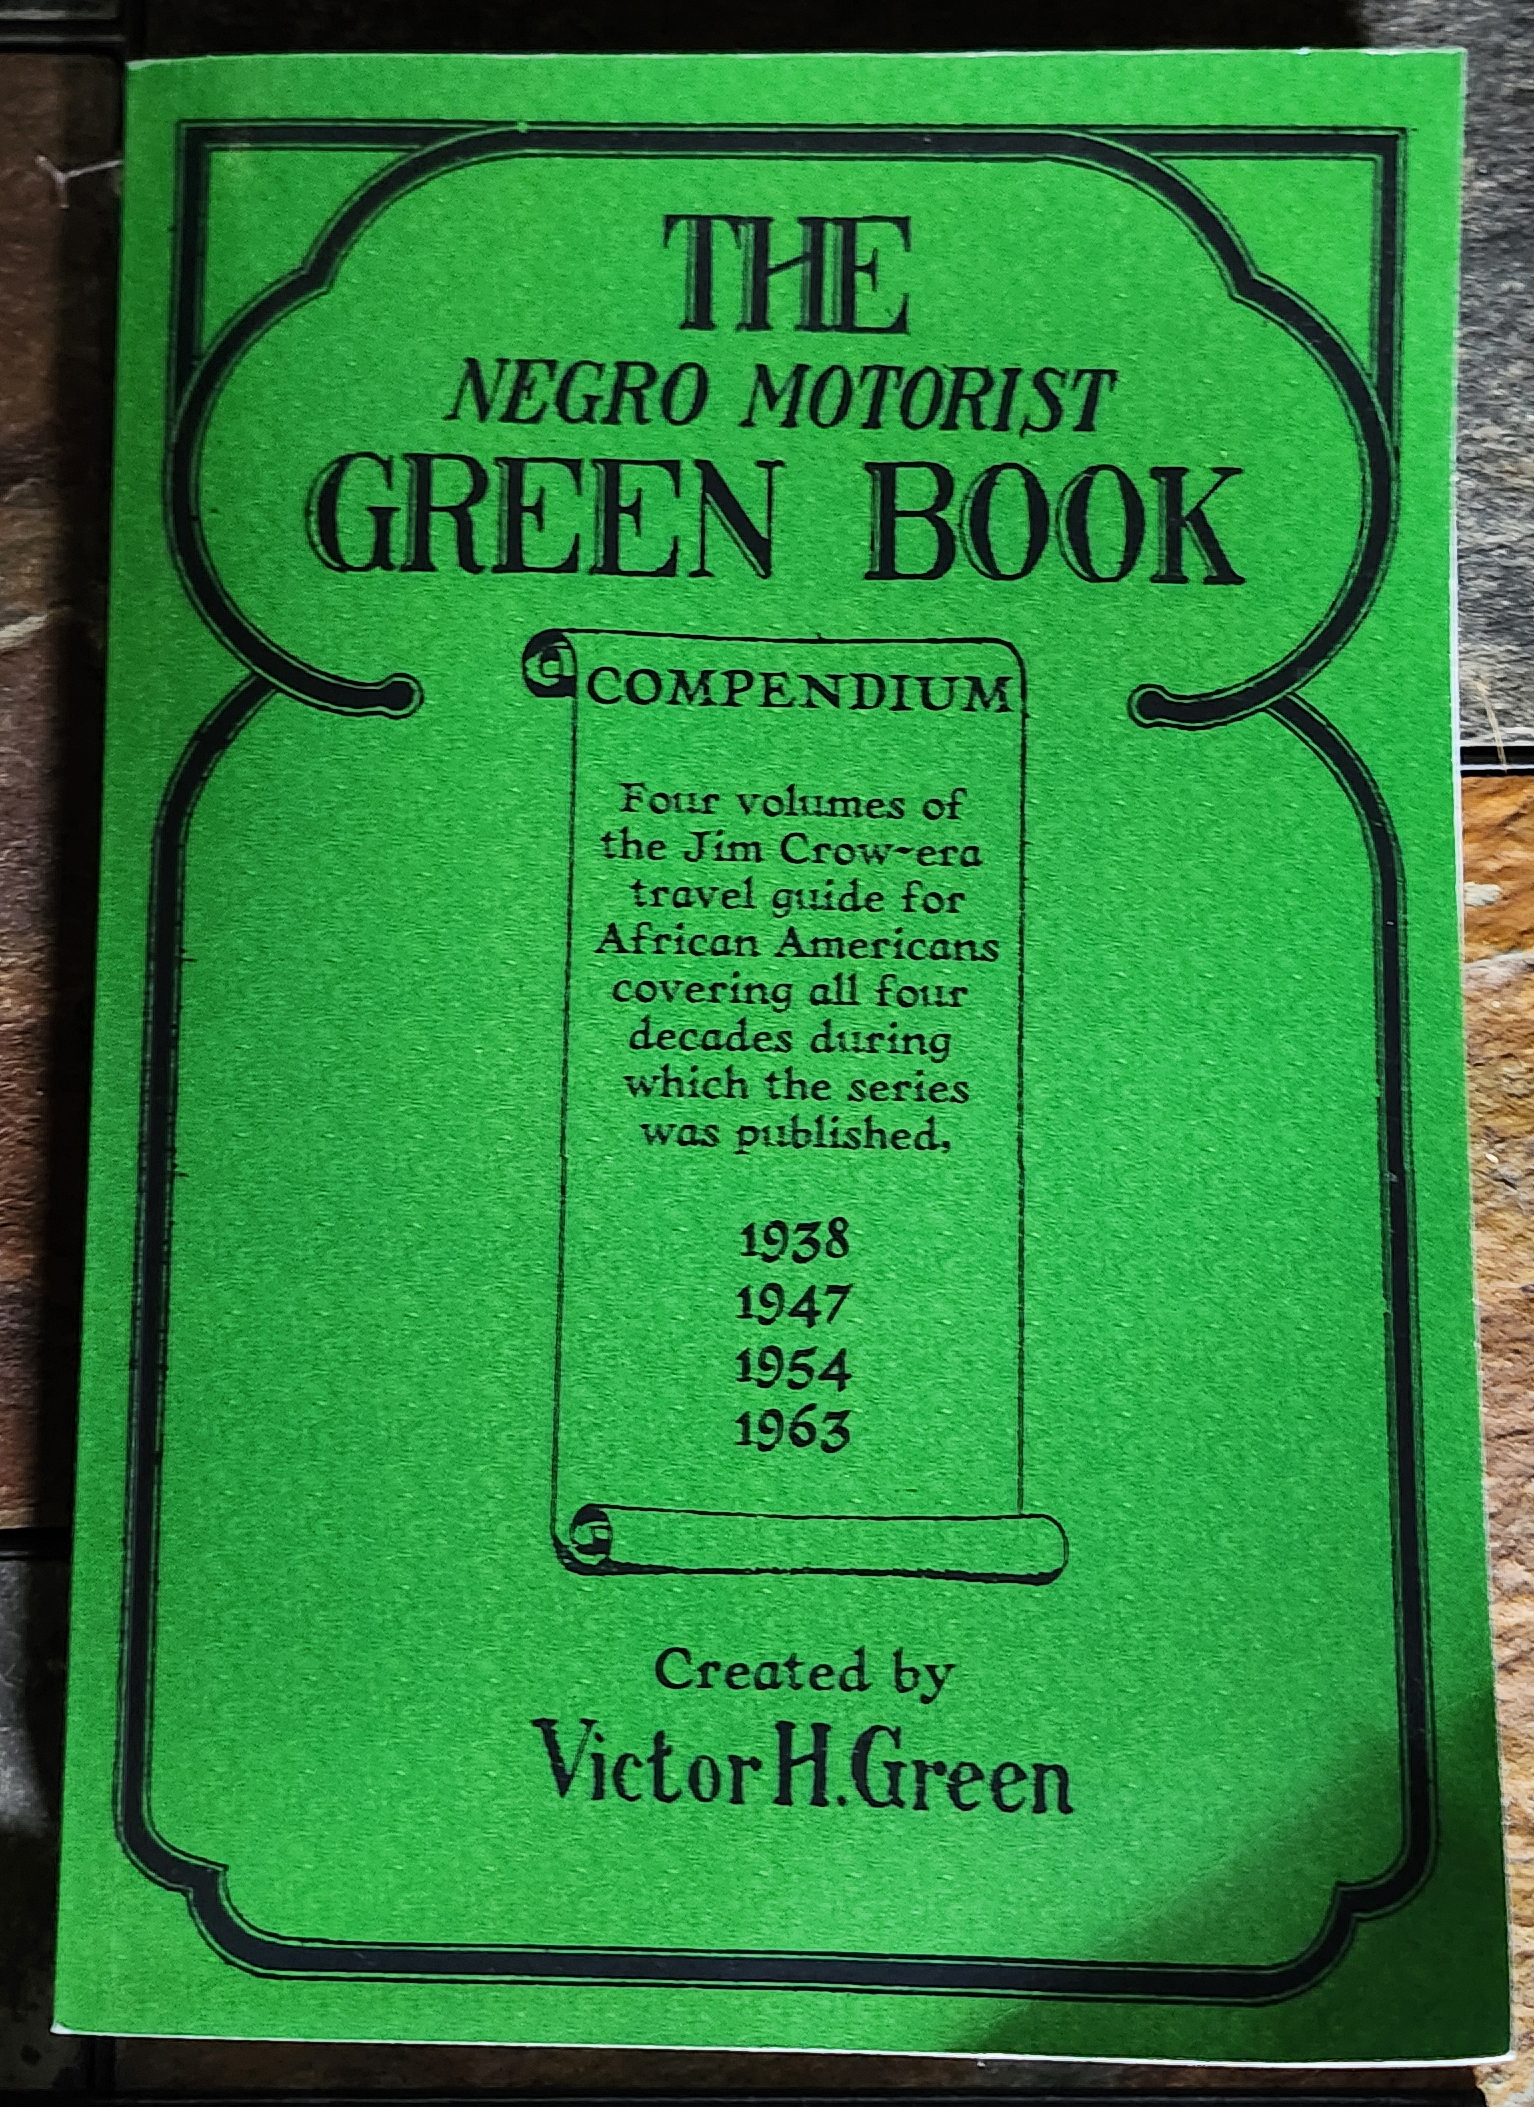 THE
NEGRO MOTORIST
GREEN BOOK
COMPENDIUM
Four volumes of
the Jim Crow-era
travel guide for
African Americans
covering all four
decades during
which the series
was published,
1938
1947
1954
1963
Created by
Victor H. Green